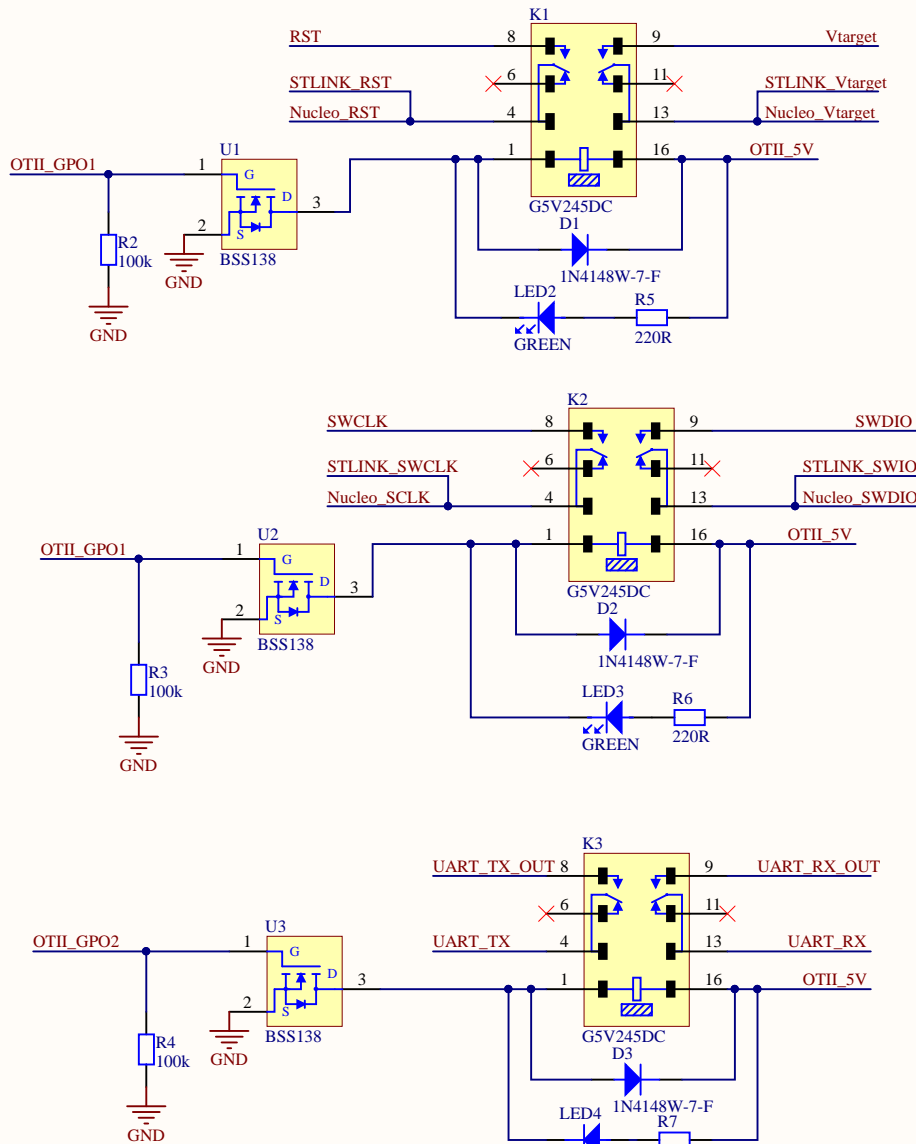 K1
RST 8 9 Vtarget
STLINK_RST 6 11 STLINK_Vtarget
Nucleo_RST 4 13 Nucleo_Vtarget
U1
OTII_GPO1 1 G 1 16 OTII_5V
D 3
2 S
G5V245DC
R2
100k
BSS138
D1
GND
1N4148W-7-F
LED2 R5
GND
GREEN 220R
K2
SWCLK 8 9 SWDIO
STLINK_SWCLK 6 11 STLINK_SWIO
Nucleo_SCLK 4 13 Nucleo_SWDIO
U2
OTII_GPO1 1 G 1 16 OTII_5V
D 3
2 S
G5V245DC
BSS138
D2
GND
1N4148W-7-F
R3
100k
LED3 R6
GREEN 220R
GND
K3
UART_TX_OUT 8 9 UART_RX_OUT
6 11
U3
OTII_GPO2 1 G UART_TX 4 13 UART_RX
D 3 1 16 OTII_5V
2 S
BSS138
G5V245DC
R4
100k
GND
D3
1N4148W-7-F
LED4 R7
GND